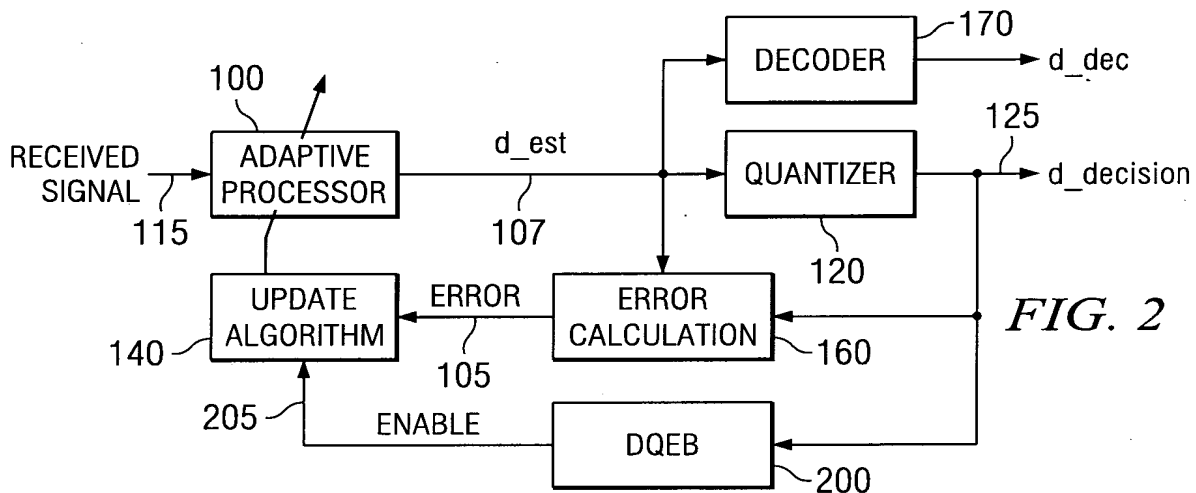 170
DECODER
d_dec
100
125
RECEIVED
SIGNAL
ADAPTIVE
PROCESSOR
d_est
QUANTIZER
d_decision
115
107
120
UPDATE
ALGORITHM
ERROR
ERROR
CALCULATION
FIG. 2
140
105
160
205
ENABLE
DQEB
200